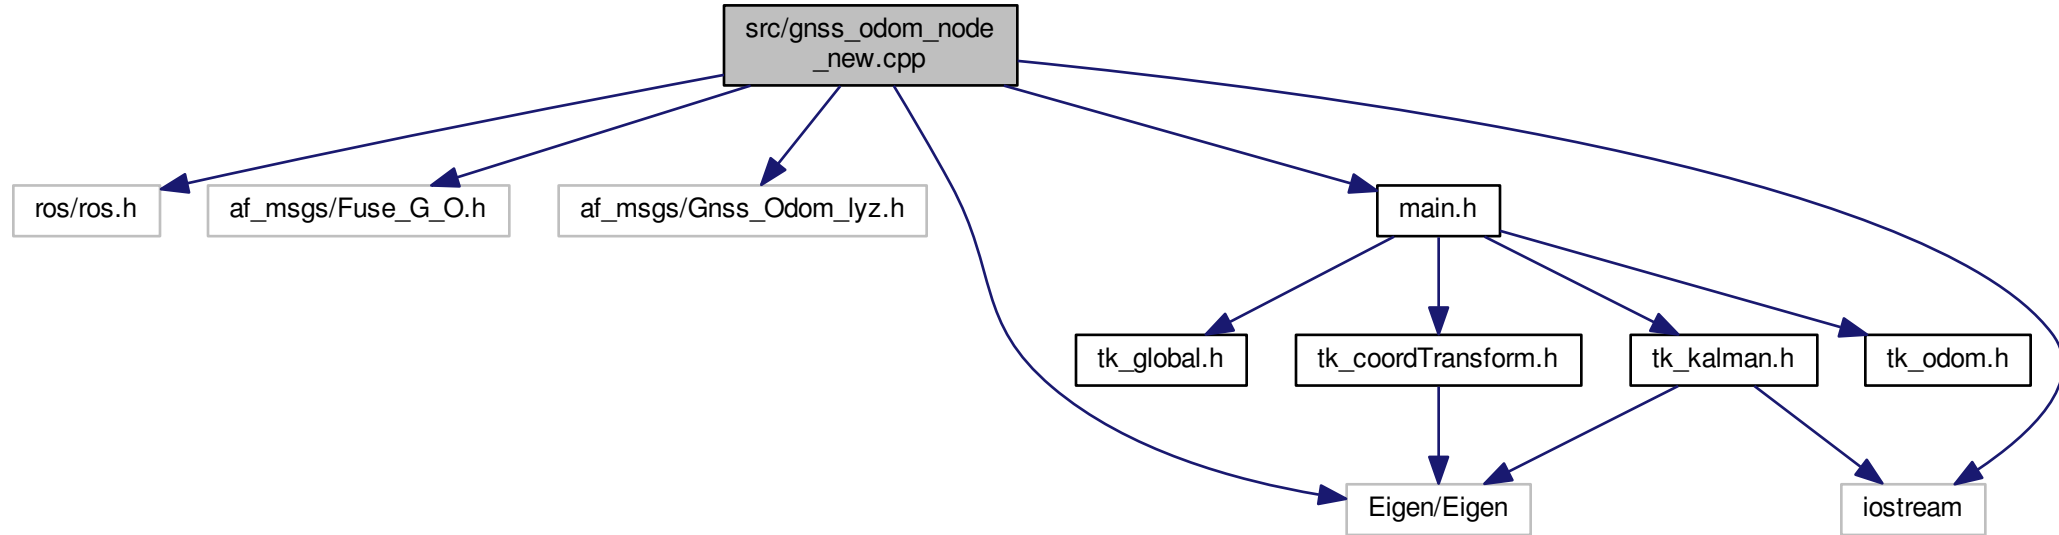 src/gnss_odom_node
_new.cpp
ros/ros.h
af_msgs/Fuse_G_O.h
af_msgs/Gnss_Odom_lyz.h
main.h
tk_global.h
tk_coordTransform.h
tk_kalman.h
tk_odom.h
Eigen/Eigen
iostream